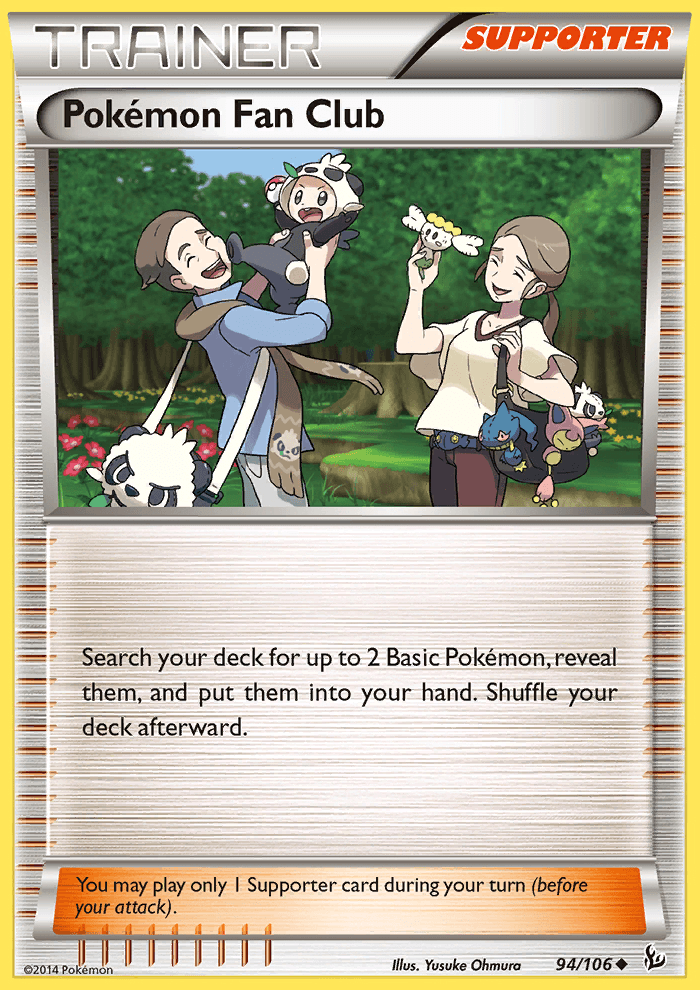 TRAINER
SUPPORTER
Pokémon Fan Club
Search your deck for up to 2 Basic Pokémon, reveal
them, and put them into your hand. Shuffle your
deck afterward.
You may play only 1 Supporter card during your turn (before
your attack).
©2014 Pokémon
Illus. Yusuke Ohmura
94/106